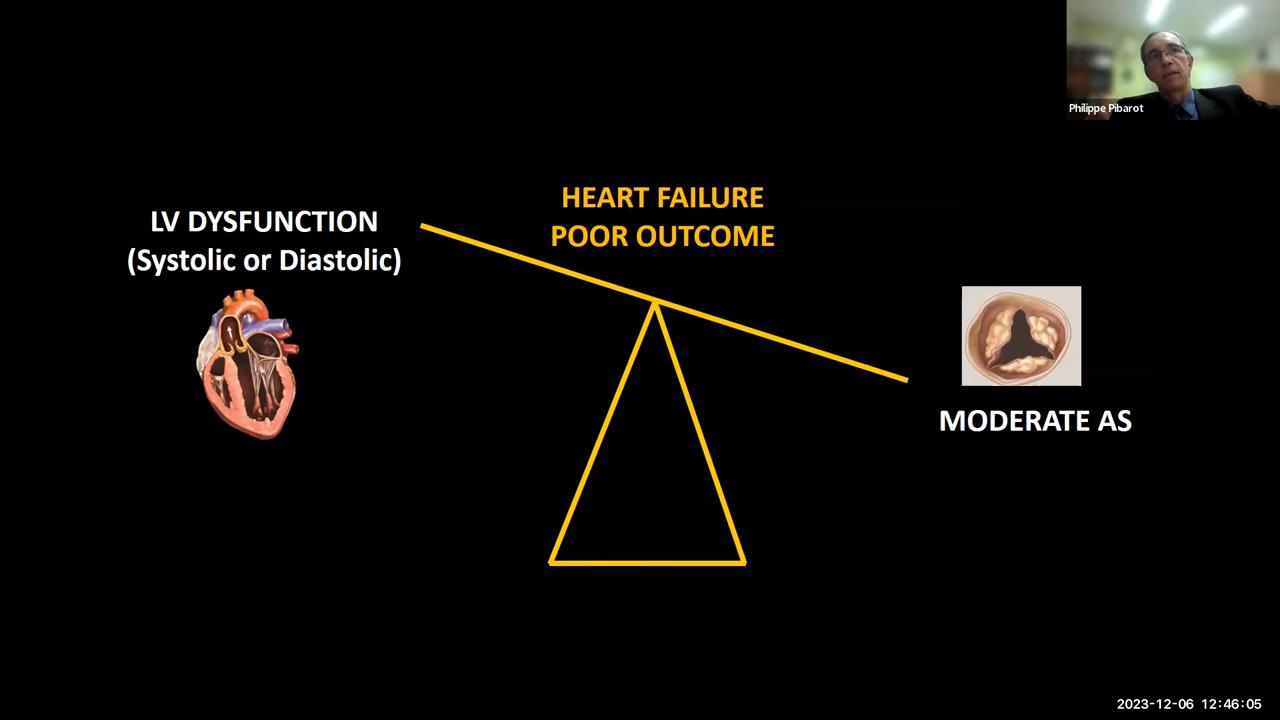 Philippe Pibarot
HEART FAILURE
POOR OUTCOME
LV DYSFUNCTION
(Systolic or Diastolic)
MODERATE AS
2023-12-06 12:46:05